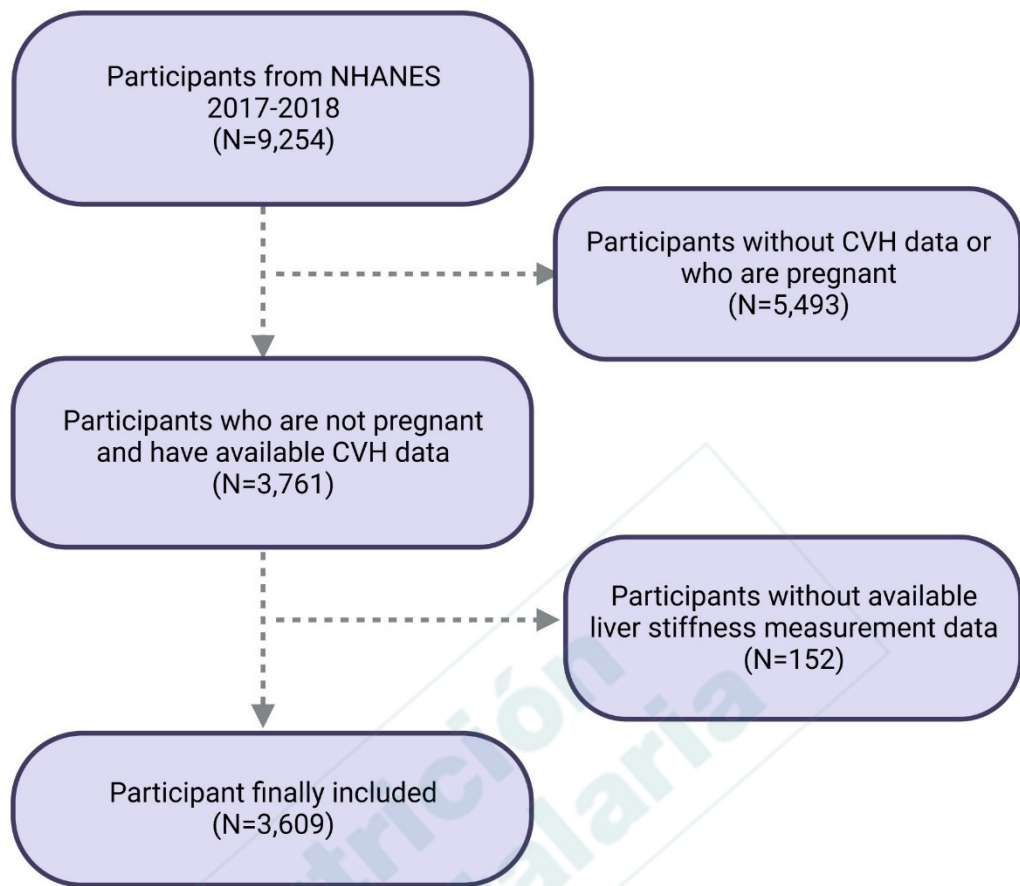 Participants from NHANES
2017-2018
(N=9,254)
Participants without CVH data or
who are pregnant
(N=5,493)
Participants who are not pregnant
and have available CVH data
(N=3,761)
Participants without available
liver stiffness measurement data
(N=152)
Participant finally included
(N=3,609)